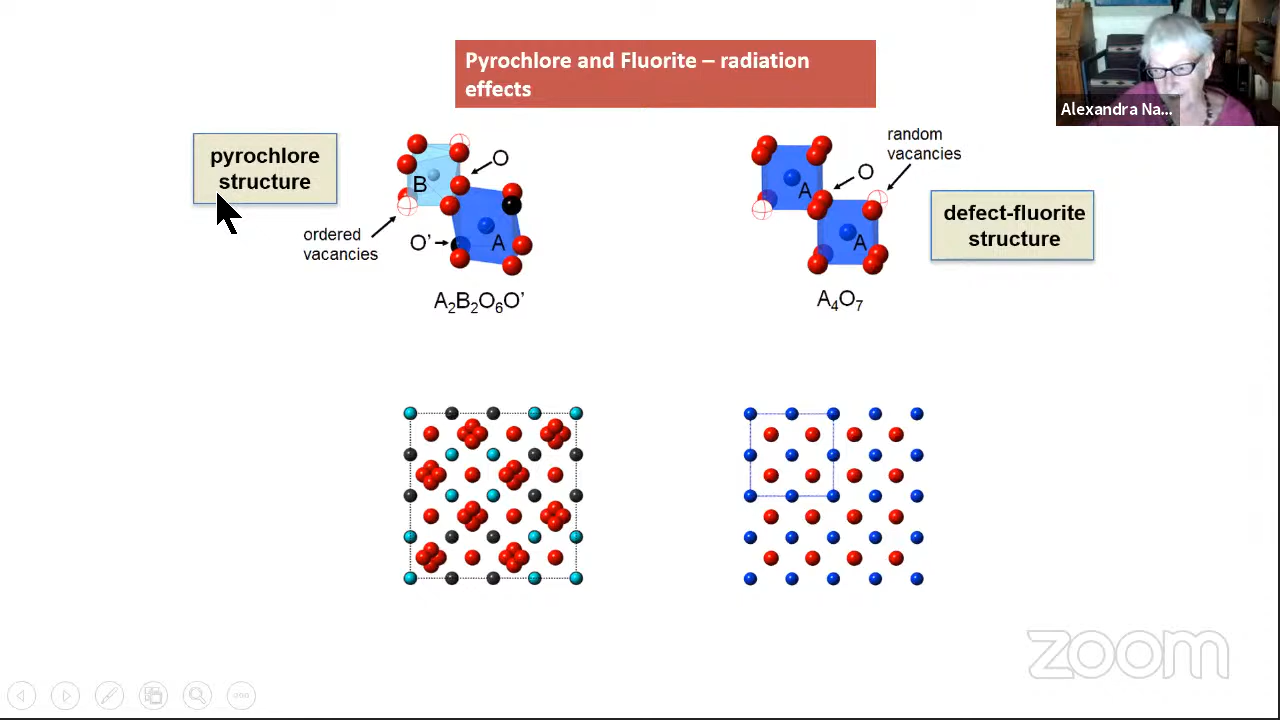 Pyrochlore and Fluorite – radiation
effects
Alexandra Na...
pyrochlore
structure
B
O
ordered
vacancies
O'
A
A₂B₂O₆O'
random
vacancies
A
O
A
A₄O₇
defect-fluorite
structure
zoom